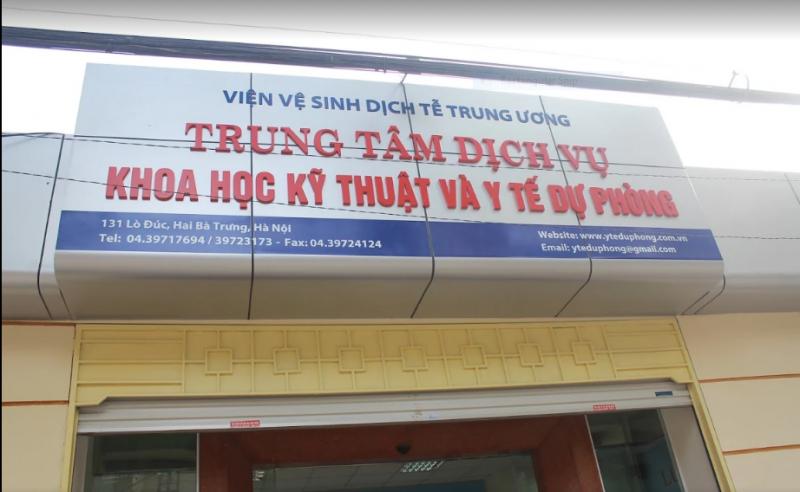 VIỆN VỆ SINH DỊCH TỄ TRUNG ƯƠNG
TRUNG TÂM DỊCH VỤ
KHOA HỌC KỸ THUẬT VÀ Y TẾ DỰ PHÒNG
131 Lò Đúc, Hai Bà Trưng, Hà Nội
Tel: 04.39717694 / 39723173 - Fax: 04.39724124
Website: www.yteduphong.com.vn
Email: yteduphong@gmail.com